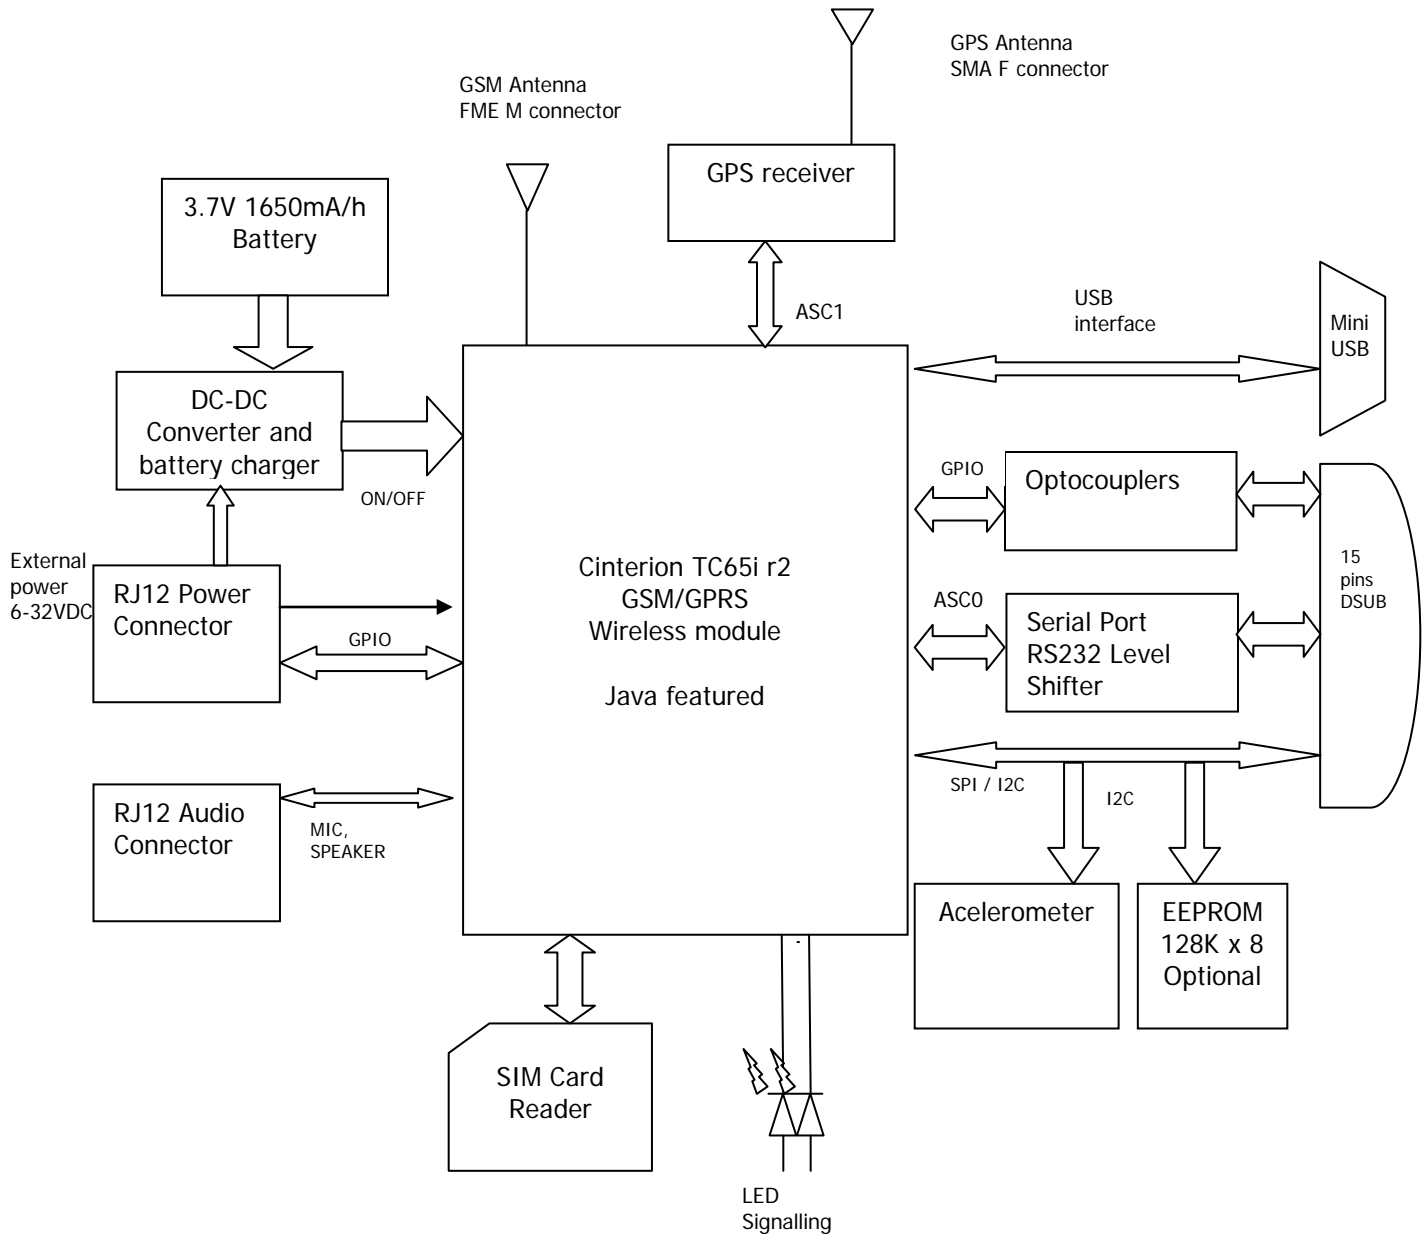 GPS Antenna
SMA F connector
GSM Antenna
FME M connector
GPS receiver
3.7V 1650mA/h
Battery
ASC1
USB
interface
Mini
USB
DC-DC
Converter and
battery charger
ON/OFF
GPIO
Optocouplers
External
power
6-32VDC
RJ12 Power
Connector
GPIO
Cinterion TC65i r2
GSM/GPRS
Wireless module
Java featured
ASC0
Serial Port
RS232 Level
Shifter
15
pins
DSUB
SPI / I2C
I2C
RJ12 Audio
Connector
MIC,
SPEAKER
Acelerometer
EEPROM
128K x 8
Optional
SIM Card
Reader
LED
Signalling